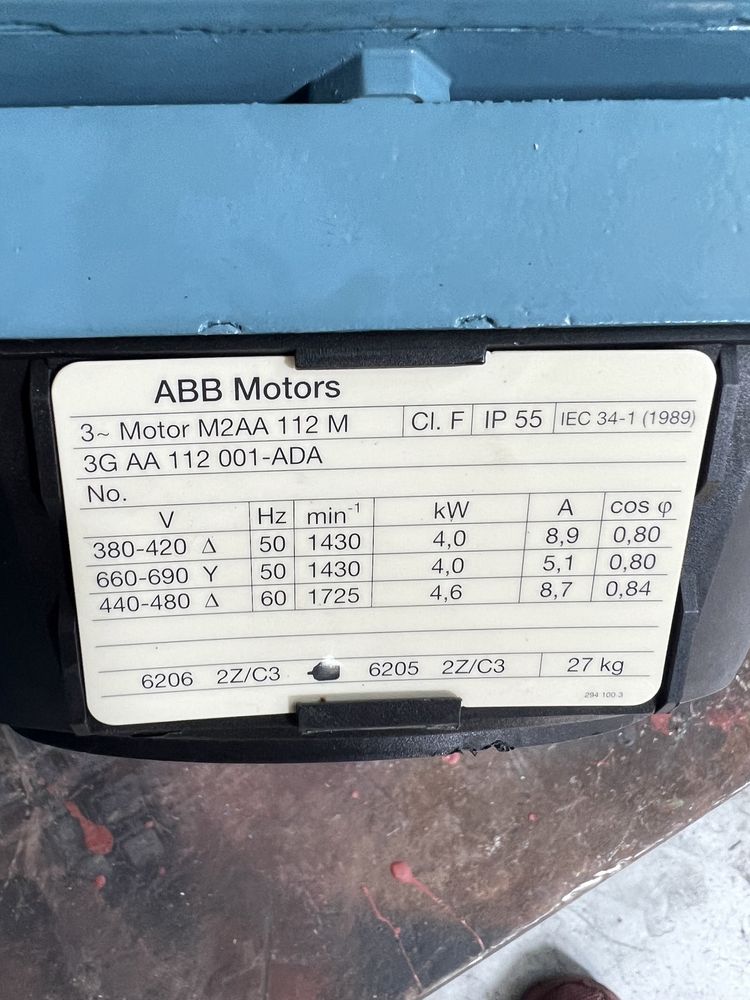 ABB Motors
3~ Motor M2AA 112 M Cl. F IP 55 IEC 34-1 (1989)
3G AA 112 001-ADA
No.
V Hz min⁻¹ kW A cos φ
380-420 Δ 50 1430 4,0 8,9 0,80
660-690 Y 50 1430 4,0 5,1 0,80
440-480 Δ 60 1725 4,6 8,7 0,84
6206 2Z/C3 6205 2Z/C3 27 kg
294 100 3